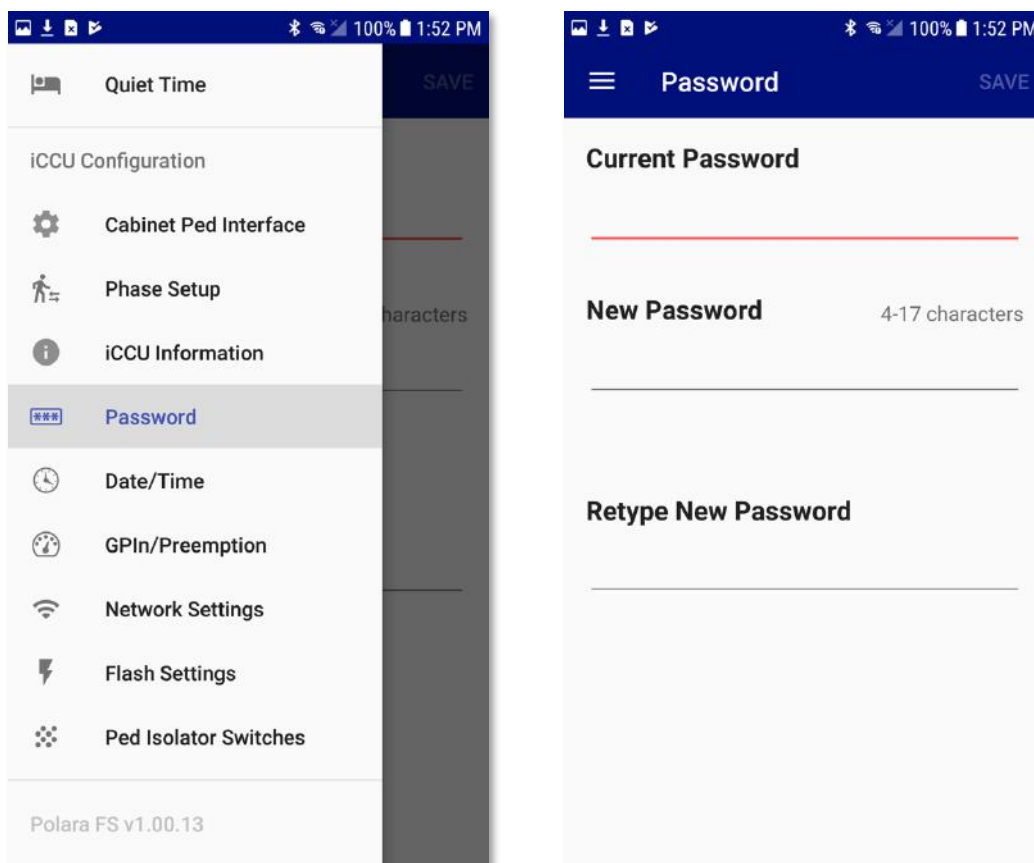 100% 1:52 PM
Quiet Time
SAVE
iCCU Configuration
Cabinet Ped Interface
Phase Setup
haracters
iCCU Information
*** Password
Date/Time
GPIn/Preemption
Network Settings
Flash Settings
Ped Isolator Switches
Polara FS v1.00.13
100% 1:52 PM
Password SAVE
Current Password
New Password 4-17 characters
Retype New Password